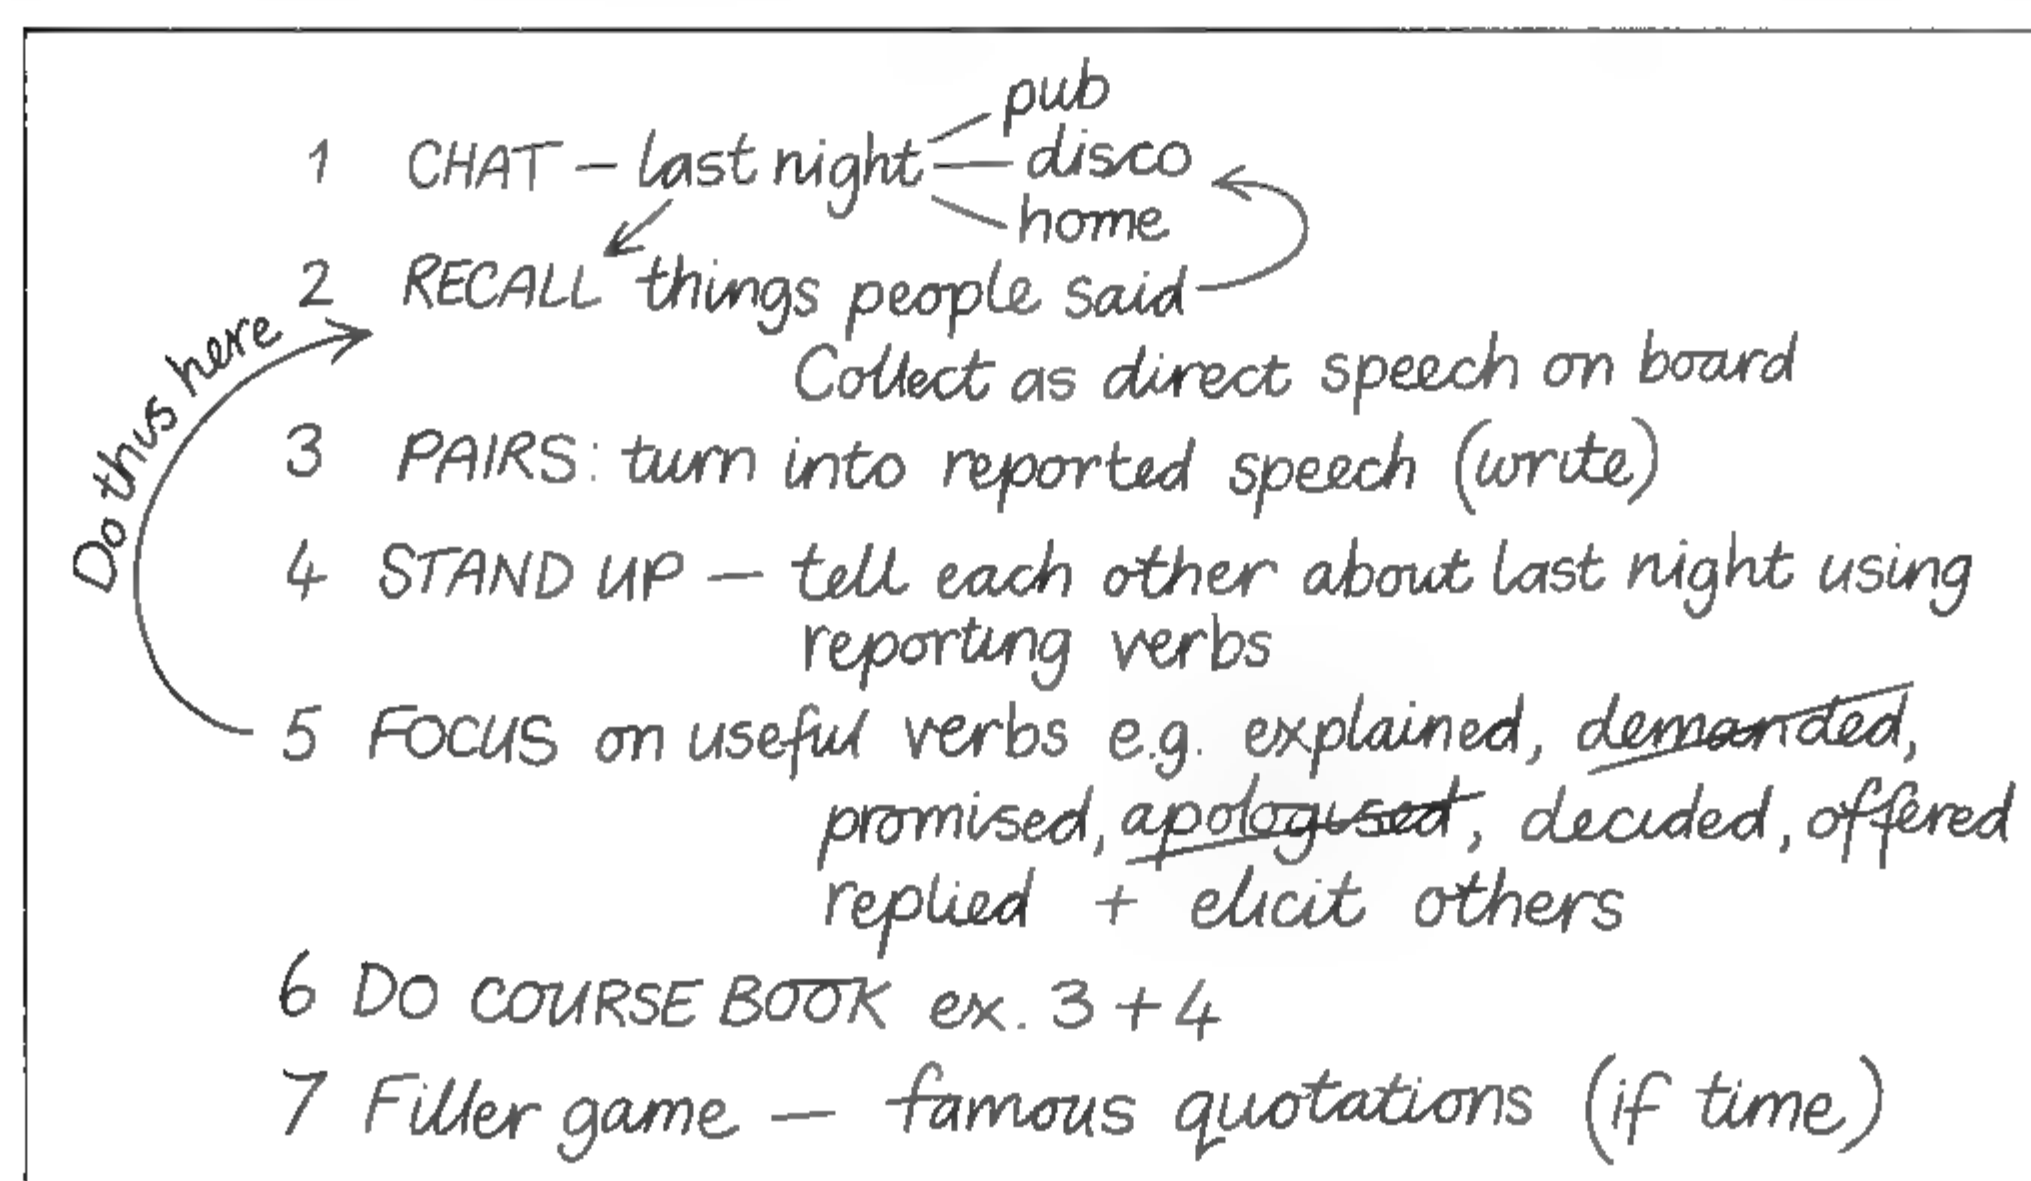 pub
1 CHAT – last night — disco
home
2 RECALL things people said
Do this here
Collect as direct speech on board
3 PAIRS: turn into reported speech (write)
4 STAND UP – tell each other about last night using
reporting verbs
5 FOCUS on useful verbs e.g. explained, demanded,
promised, apologised, decided, offered
replied + elicit others
6 DO COURSE BOOK ex. 3 + 4
7 Filler game – famous quotations (if time)